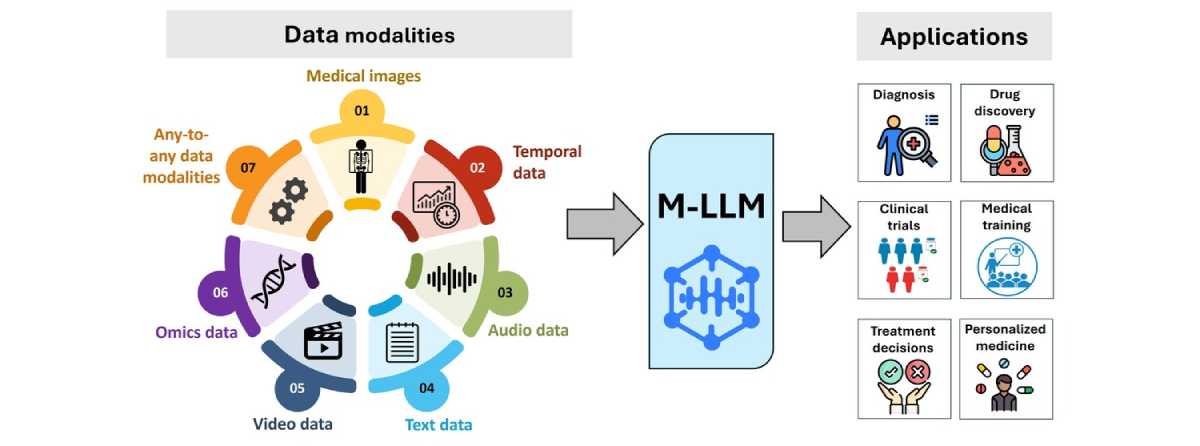 Data modalities
Medical images
01
Temporal
data
02
03
Audio data
04
Text data
05
Video data
06
Omics data
07
Any-to-
any data
modalities
M-LLM
Applications
Diagnosis
Drug
discovery
Clinical
trials
Medical
training
Treatment
decisions
Personalized
medicine